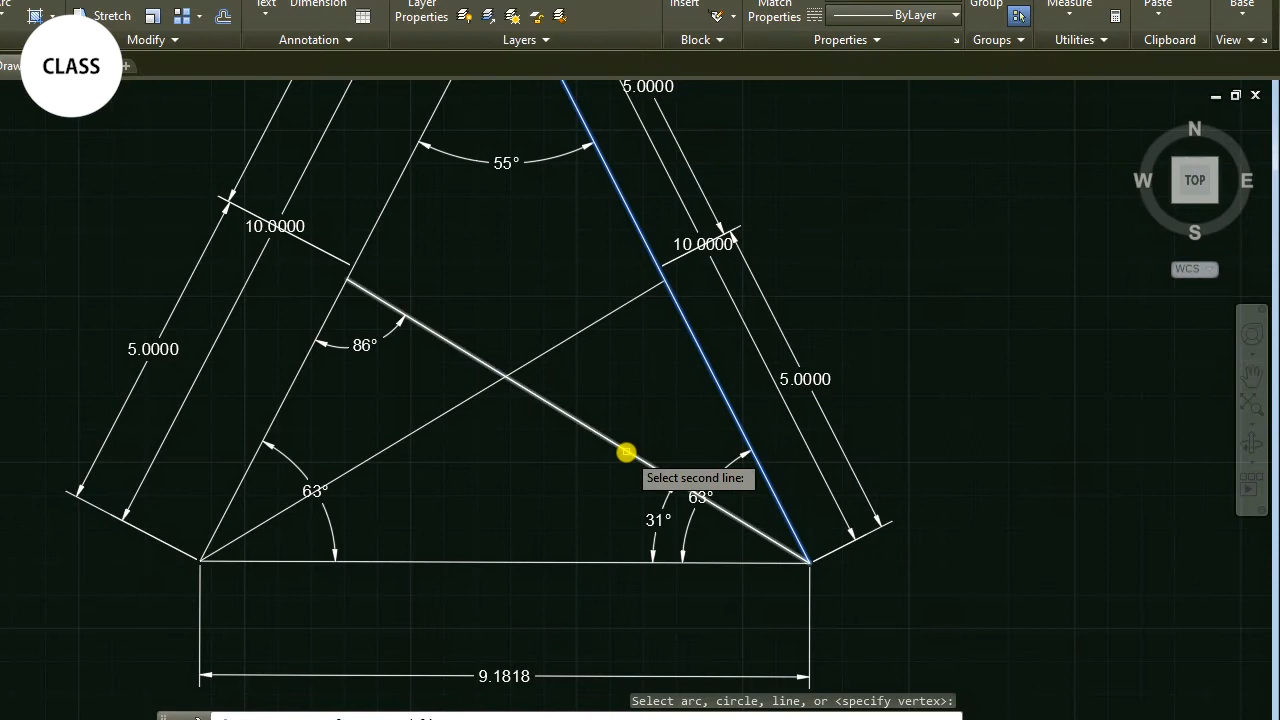 Text
Dimension
Layer
Insert
Match
Group
Measure
Paste
Base
Stretch
Properties
Properties
ByLayer
Modify
Annotation
Layers
Block
Properties
Groups
Utilities
Clipboard
View
CLASS
+
5.0000
N
55°
W
TOP
E
10.0000
S
10.0000
WCS
86°
5.0000
5.0000
Select second line:
63°
63°
31°
9.1818
Select arc, circle, line, or <specify vertex>: